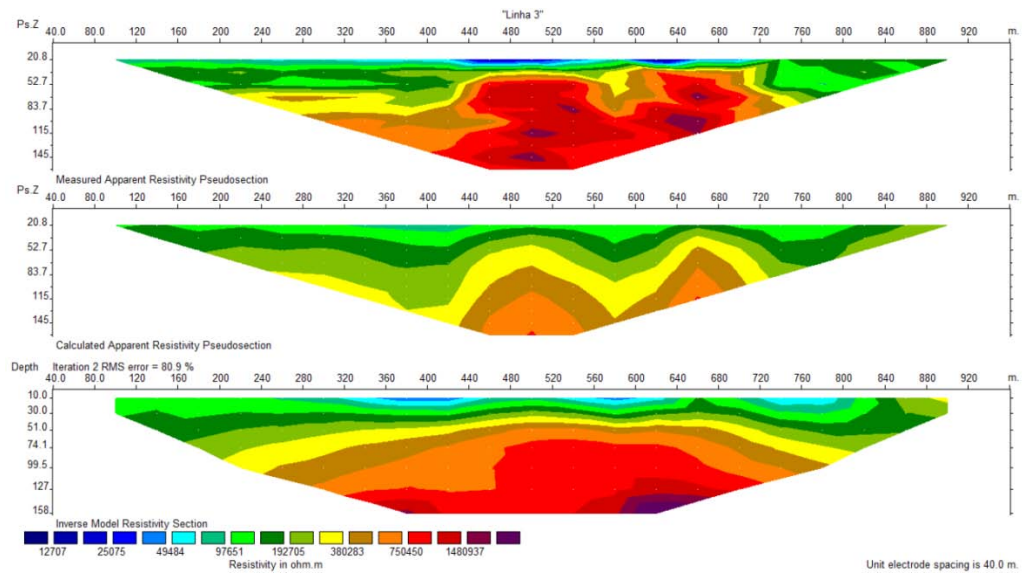 "Linha 3"
Ps.Z 40.0 80.0 120 160 200 240 280 320 360 400 440 480 520 560 600 640 680 720 760 800 840 880 920 m.
20.8
52.7
83.7
115.
145.
Measured Apparent Resistivity Pseudosection
Ps.Z 40.0 80.0 120 160 200 240 280 320 360 400 440 480 520 560 600 640 680 720 760 800 840 880 920 m.
20.8
52.7
83.7
115.
145.
Calculated Apparent Resistivity Pseudosection
Depth Iteration 2 RMS error = 80.9 %
40.0 80.0 120 160 200 240 280 320 360 400 440 480 520 560 600 640 680 720 760 800 840 880 920 m.
10.0
30.0
51.0
74.1
99.5
127.
158.
Inverse Model Resistivity Section
12707 25075 49484 97651 192705 380283 750450 1480937
Resistivity in ohm.m
Unit electrode spacing is 40.0 m.